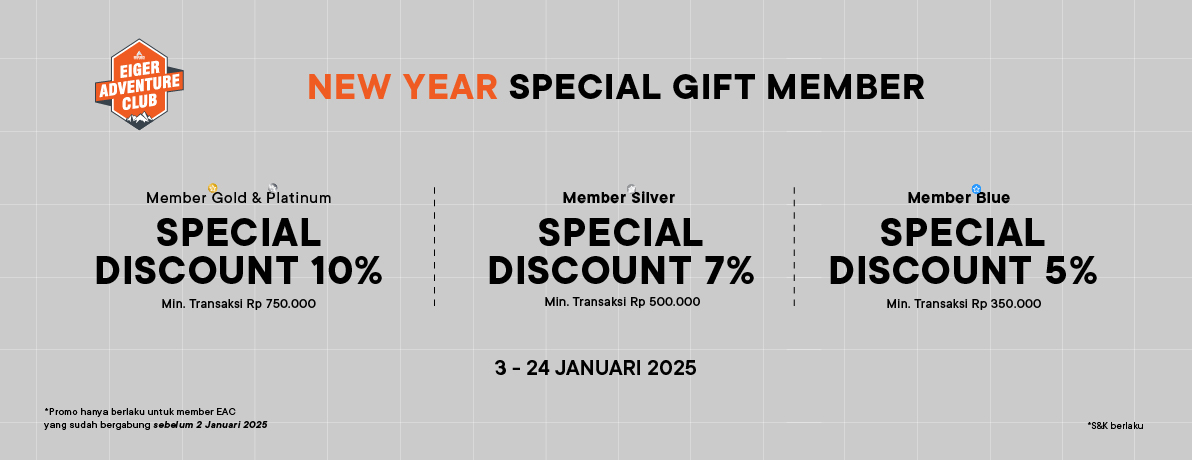 EIGER
ADVENTURE
CLUB
NEW YEAR SPECIAL GIFT MEMBER
Member Gold & Platinum
SPECIAL
DISCOUNT 10%
Min. Transaksi Rp 750.000
Member Silver
SPECIAL
DISCOUNT 7%
Min. Transaksi Rp 500.000
Member Blue
SPECIAL
DISCOUNT 5%
Min. Transaksi Rp 350.000
3 - 24 JANUARI 2025
*Promo hanya berlaku untuk member EAC
yang sudah bergabung sebelum 2 Januari 2025
*S&K berlaku